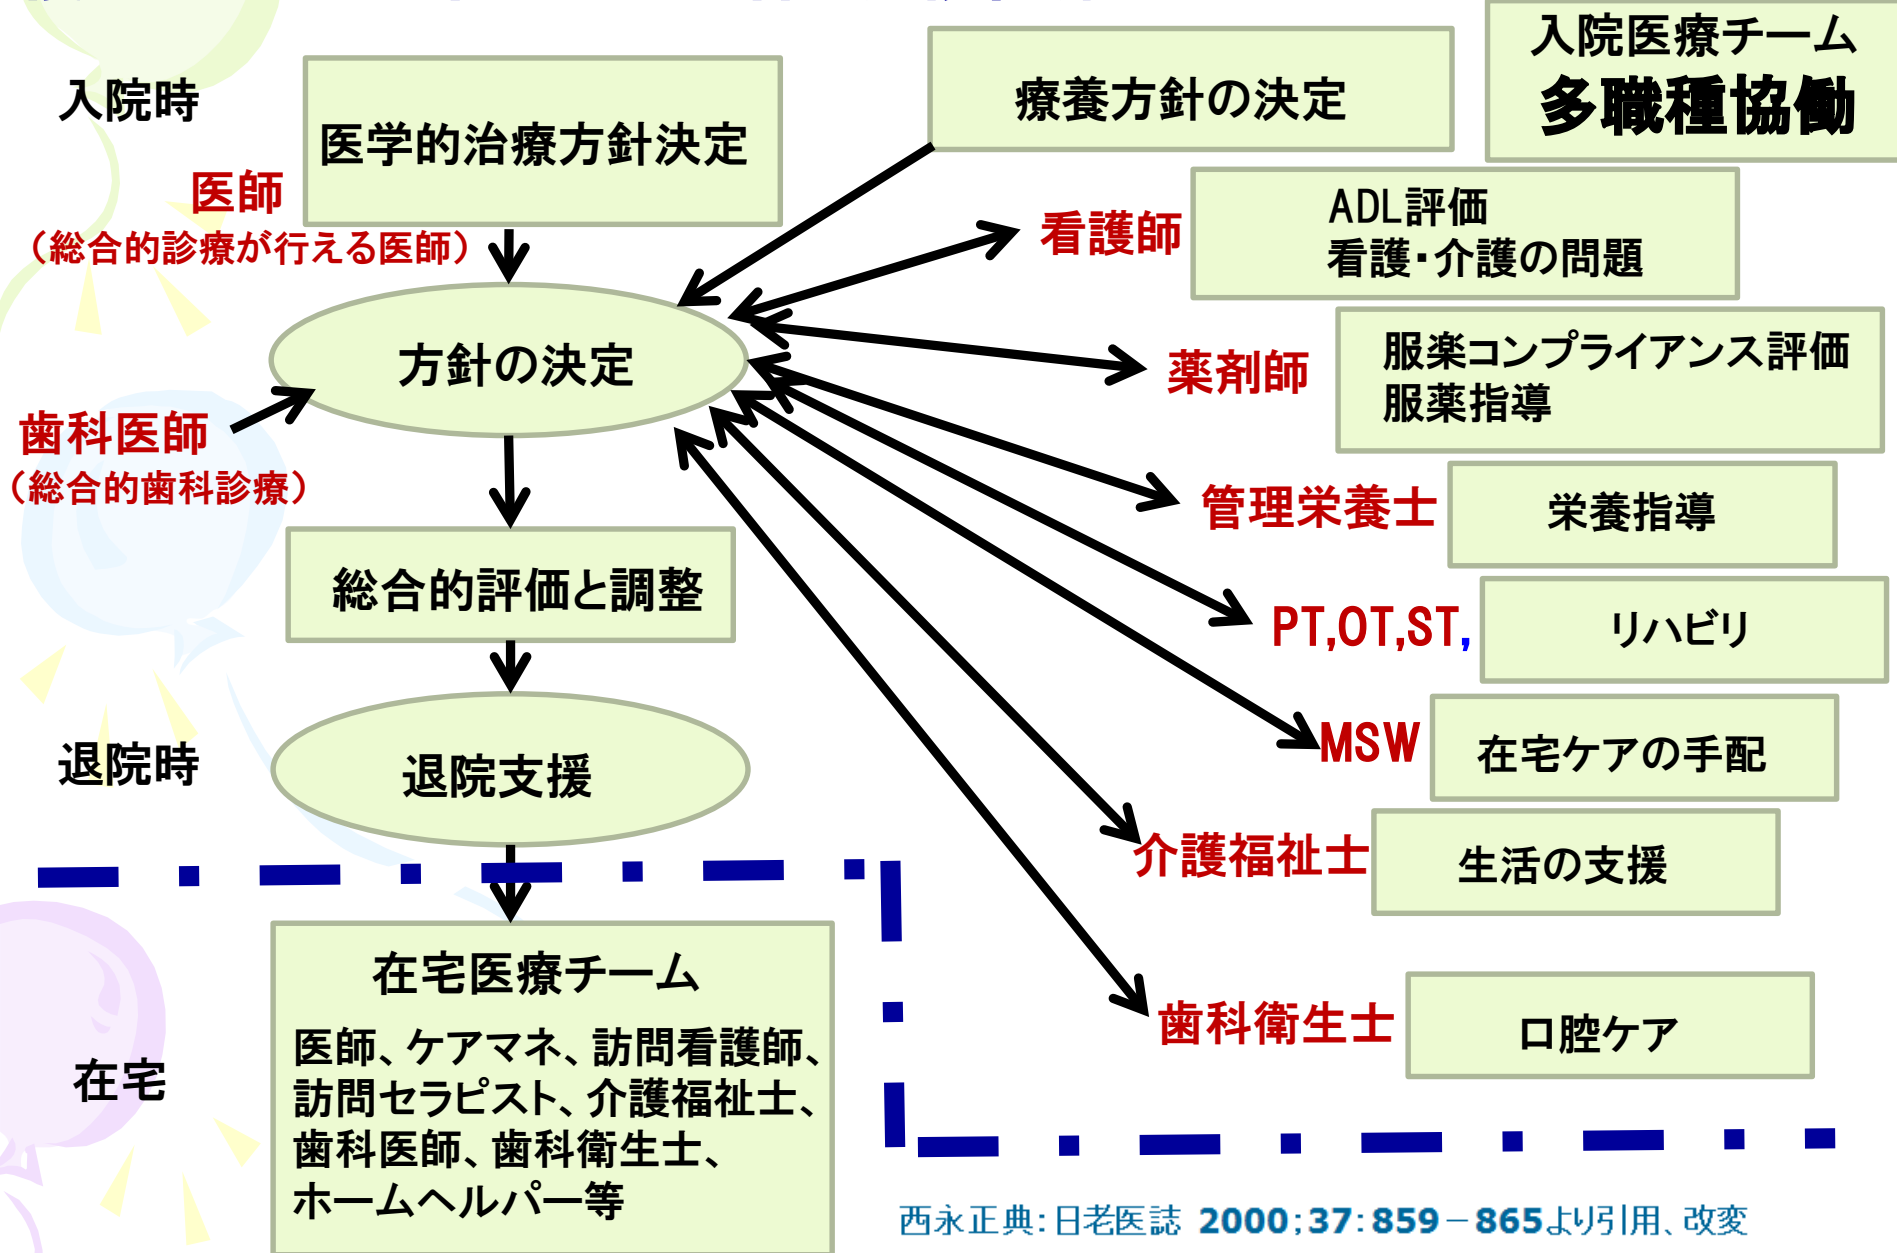 入院医療チーム
多職種協働
入院時
医学的治療方針決定
療養方針の決定
医師
(総合的診療が行える医師)
看護師
ADL評価
看護・介護の問題
方針の決定
薬剤師
服楽コンプライアンス評価
服薬指導
歯科医師
(総合的歯科診療)
管理栄養士
栄養指導
総合的評価と調整
PT,OT,ST,
リハビリ
退院時
退院支援
MSW
在宅ケアの手配
介護福祉士
生活の支援
在宅
在宅医療チーム
医師、ケアマネ、訪問看護師、
訪問セラピスト、介護福祉士、
歯科医師、歯科衛生士、
ホームヘルパー等
歯科衛生士
口腔ケア
西永正典:日老医誌 2000;37:859-865より引用、改変